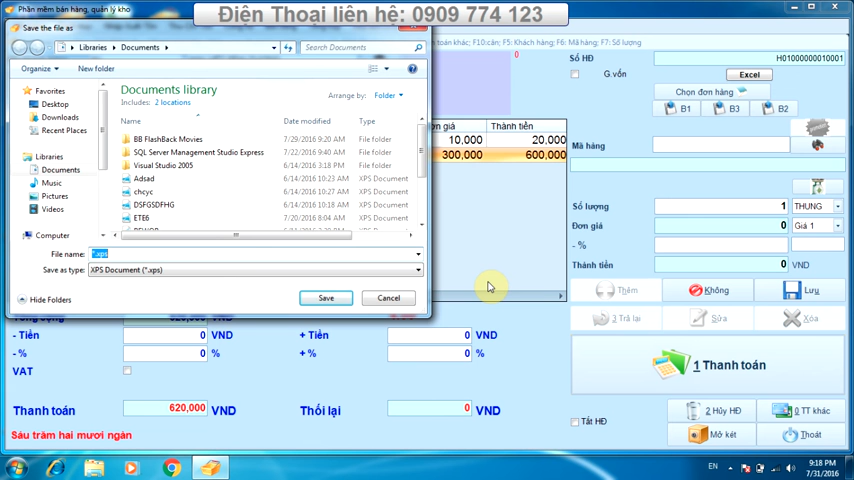 Phần mềm bán hàng, quản lý kho
Điện Thoại liên hệ: 0909 774 123
Save the file as
Libraries
Documents
Search Documents
Organize
New folder
Favorites
Desktop
Downloads
Recent Places
Libraries
Documents
Music
Pictures
Videos
Computer
Documents library
Includes: 2 locations
Arrange by: Folder
Name
Date modified
Type
BB FlashBack Movies 7/29/2016 9:20 AM File folder
SQL Server Management Studio Express 7/22/2016 9:40 AM File folder
Visual Studio 2005 6/14/2016 3:18 PM File folder
Adsad 6/14/2016 10:23 AM XPS Document
chcyc 6/14/2016 10:27 AM XPS Document
DSFGSDFHG 6/14/2016 10:18 AM XPS Document
ETE6 7/20/2016 8:04 AM XPS Document
File name: *.xps
Save as type: XPS Document (*.xps)
Hide Folders
Save
Cancel
toán khác; F10:cân; F5: Khách hàng; F6: Mã hàng; F7: Số lượng
0
Số HĐ H01000000010001
G.vốn
Excel
Chọn đơn hàng
B1
B3
B2
Thành tiền
10,000 20,000
300,000 600,000
Mã hàng
Số lượng 1 THUNG
Đơn giá 0 Giá 1
- %
Thành tiền 0 VND
Thêm
Không
Lưu
3 Trả lại
Sửa
Xóa
1 Thanh toán
2 Hủy HĐ
0 TT khác
Tắt HĐ
Mở két
Thoát
- Tiền 0 VND
+ Tiền 0 VND
- % 0 %
+ % 0 %
VAT
Thanh toán 620,000 VND
Thối lại 0 VND
Sáu trăm hai mươi ngàn
EN
9:18 PM
7/31/2016